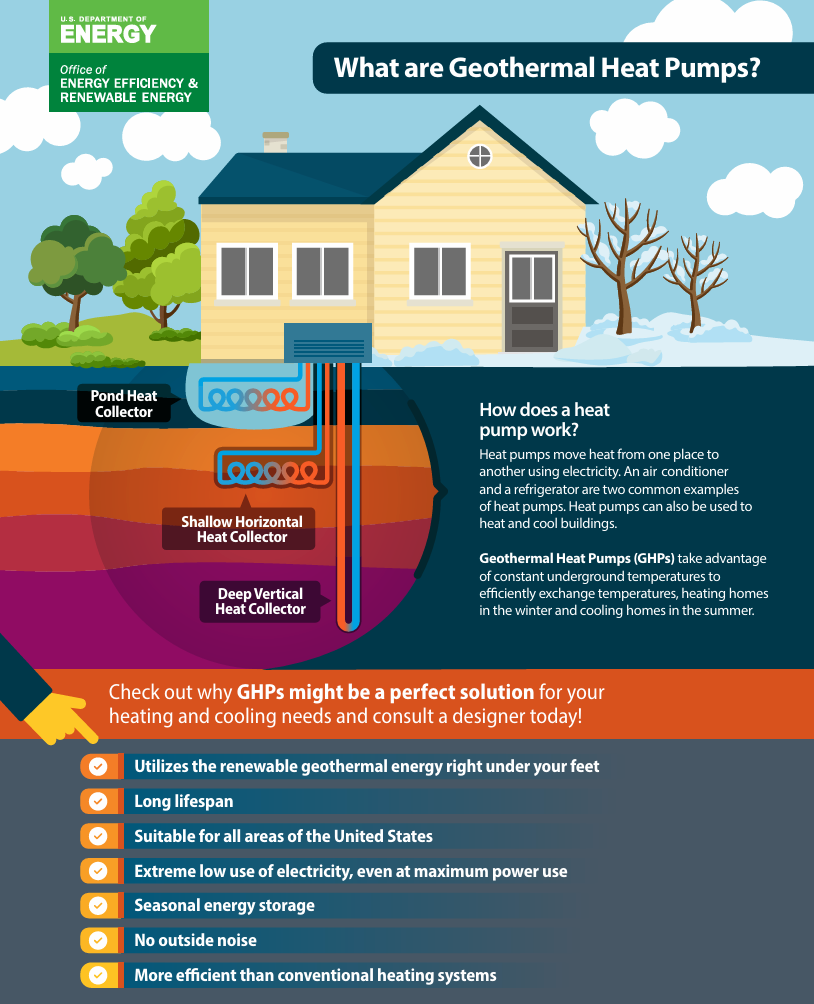 U.S. DEPARTMENT OF
ENERGY
Office of
ENERGY EFFICIENCY &
RENEWABLE ENERGY
What are Geothermal Heat Pumps?
Pond Heat
Collector
Shallow Horizontal
Heat Collector
Deep Vertical
Heat Collector
How does a heat
pump work?
Heat pumps move heat from one place to
another using electricity. An air conditioner
and a refrigerator are two common examples
of heat pumps. Heat pumps can also be used to
heat and cool buildings.
Geothermal Heat Pumps (GHPs) take advantage
of constant underground temperatures to
efficiently exchange temperatures, heating homes
in the winter and cooling homes in the summer.
Check out why GHPs might be a perfect solution for your
heating and cooling needs and consult a designer today!
Utilizes the renewable geothermal energy right under your feet
Long lifespan
Suitable for all areas of the United States
Extreme low use of electricity, even at maximum power use
Seasonal energy storage
No outside noise
More efficient than conventional heating systems